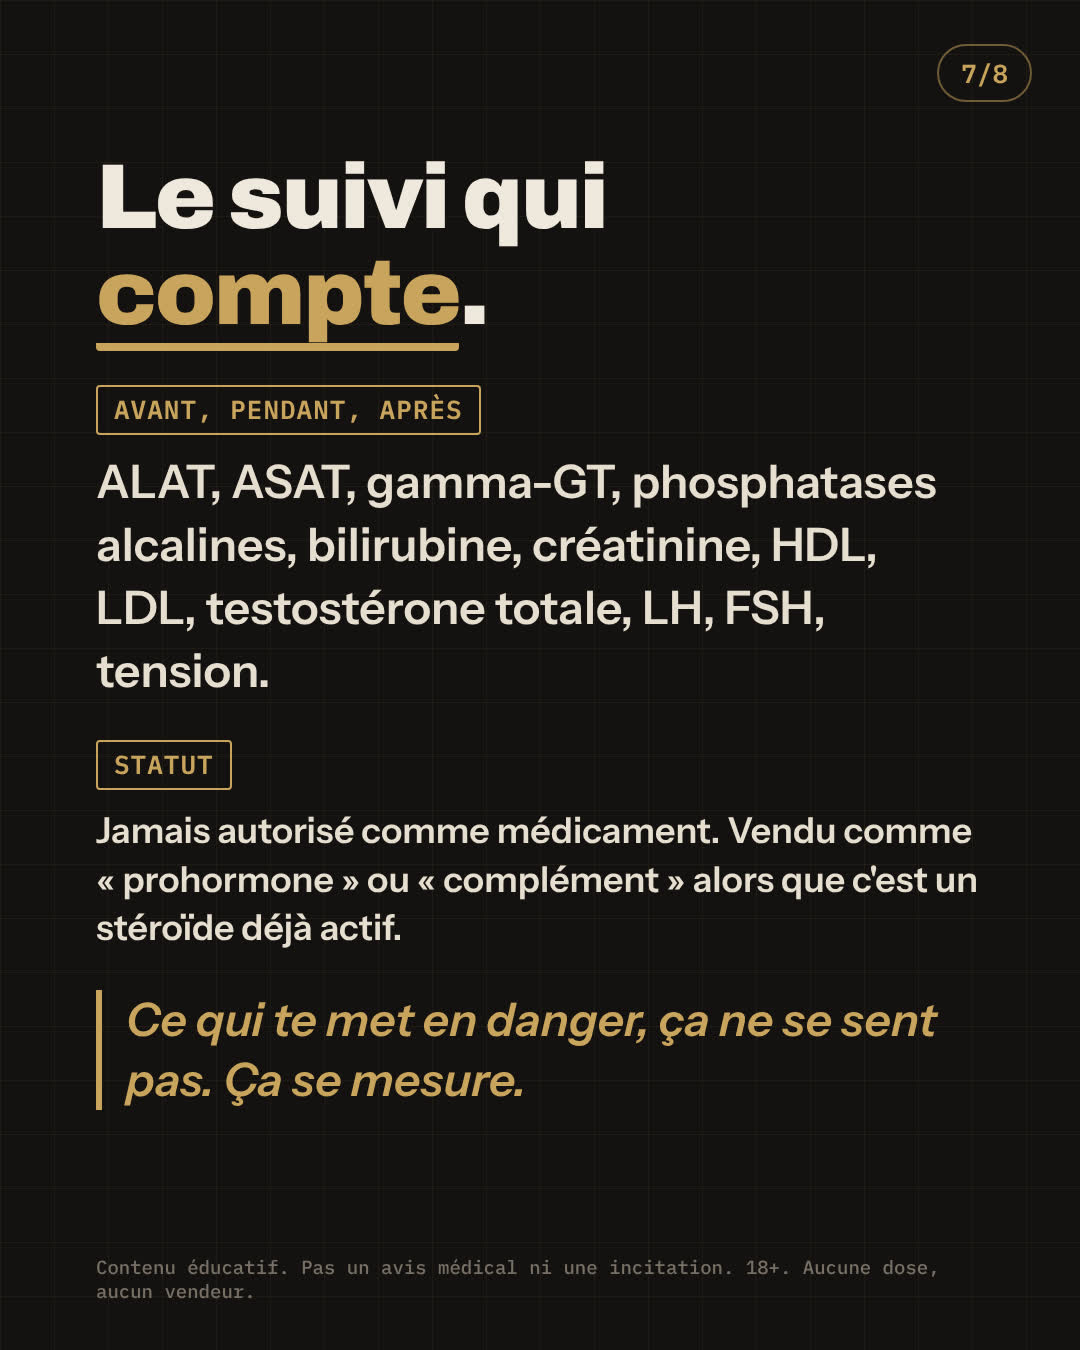 7/8
Le suivi qui
compte.
AVANT, PENDANT, APRÈS
ALAT, ASAT, gamma-GT, phosphatases
alcalines, bilirubine, créatinine, HDL,
LDL, testostérone totale, LH, FSH,
tension.
STATUT
Jamais autorisé comme médicament. Vendu comme
« prohormone » ou « complément » alors que c'est un
stéroïde déjà actif.
Ce qui te met en danger, ça ne se sent
pas. Ça se mesure.
Contenu éducatif. Pas un avis médical ni une incitation. 18+. Aucune dose,
aucun vendeur.